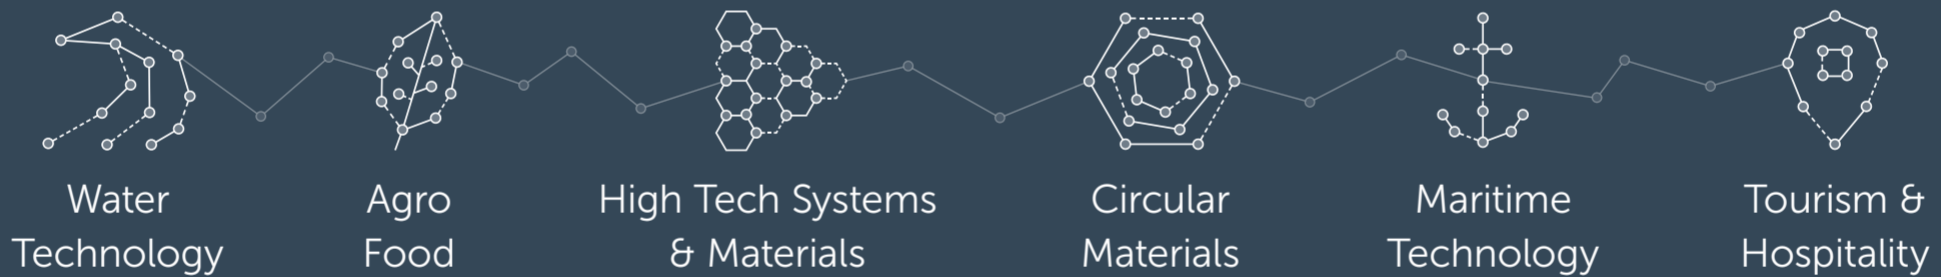 Water
Technology
Agro
Food
High Tech Systems
& Materials
Circular
Materials
Maritime
Technology
Tourism &
Hospitality